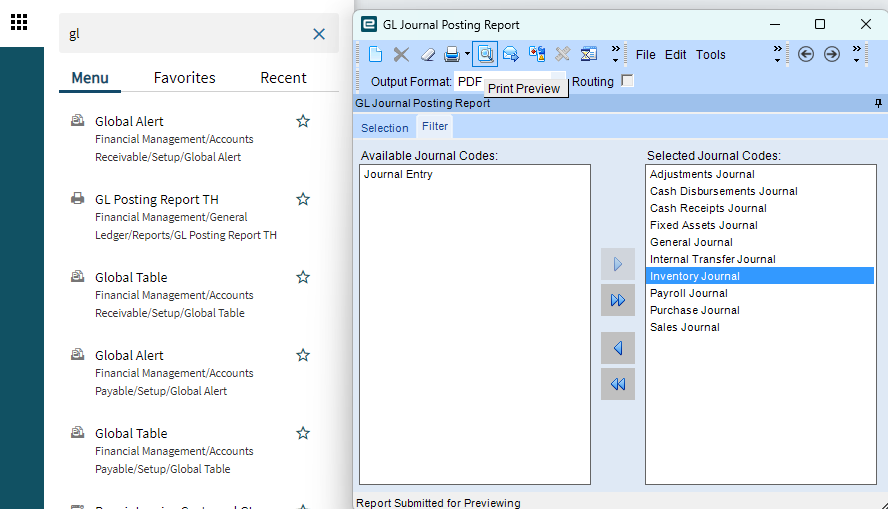 gl
Menu
Favorites
Recent
Global Alert
Financial Management/Accounts
Receivable/Setup/Global Alert
GL Posting Report TH
Financial Management/General
Ledger/Reports/GL Posting Report TH
Global Table
Financial Management/Accounts
Receivable/Setup/Global Table
Global Alert
Financial Management/Accounts
Payable/Setup/Global Alert
Global Table
Financial Management/Accounts
Payable/Setup/Global Table
GL Journal Posting Report
File Edit Tools
Output Format: PDF
Routing
Print Preview
GL Journal Posting Report
Selection
Filter
Available Journal Codes:
Journal Entry
Selected Journal Codes:
Adjustments Journal
Cash Disbursements Journal
Cash Receipts Journal
Fixed Assets Journal
General Journal
Internal Transfer Journal
Inventory Journal
Payroll Journal
Purchase Journal
Sales Journal
Report Submitted for Previewing